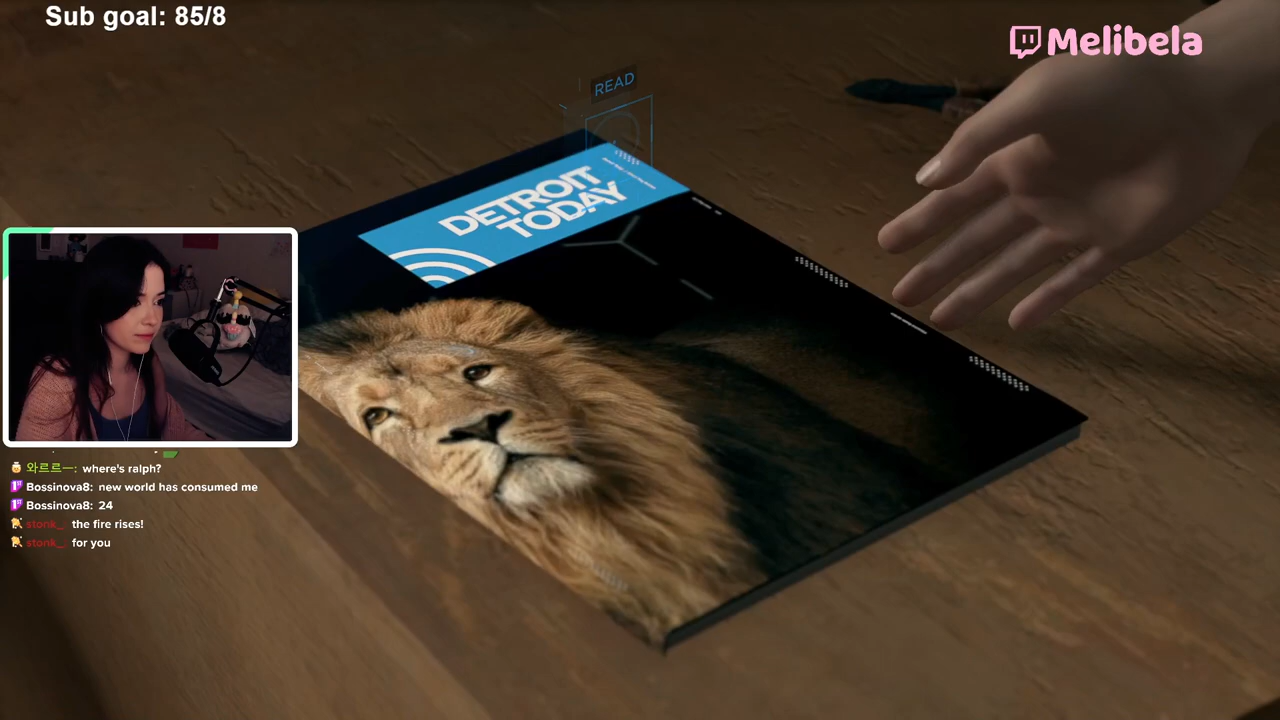 Sub goal: 85/8
Melibela
READ
DETROIT
TODAY
와르르ㅡ: where's ralph?
Bossinova8: new world has consumed me
Bossinova8: 24
stonk_: the fire rises!
stonk_: for you